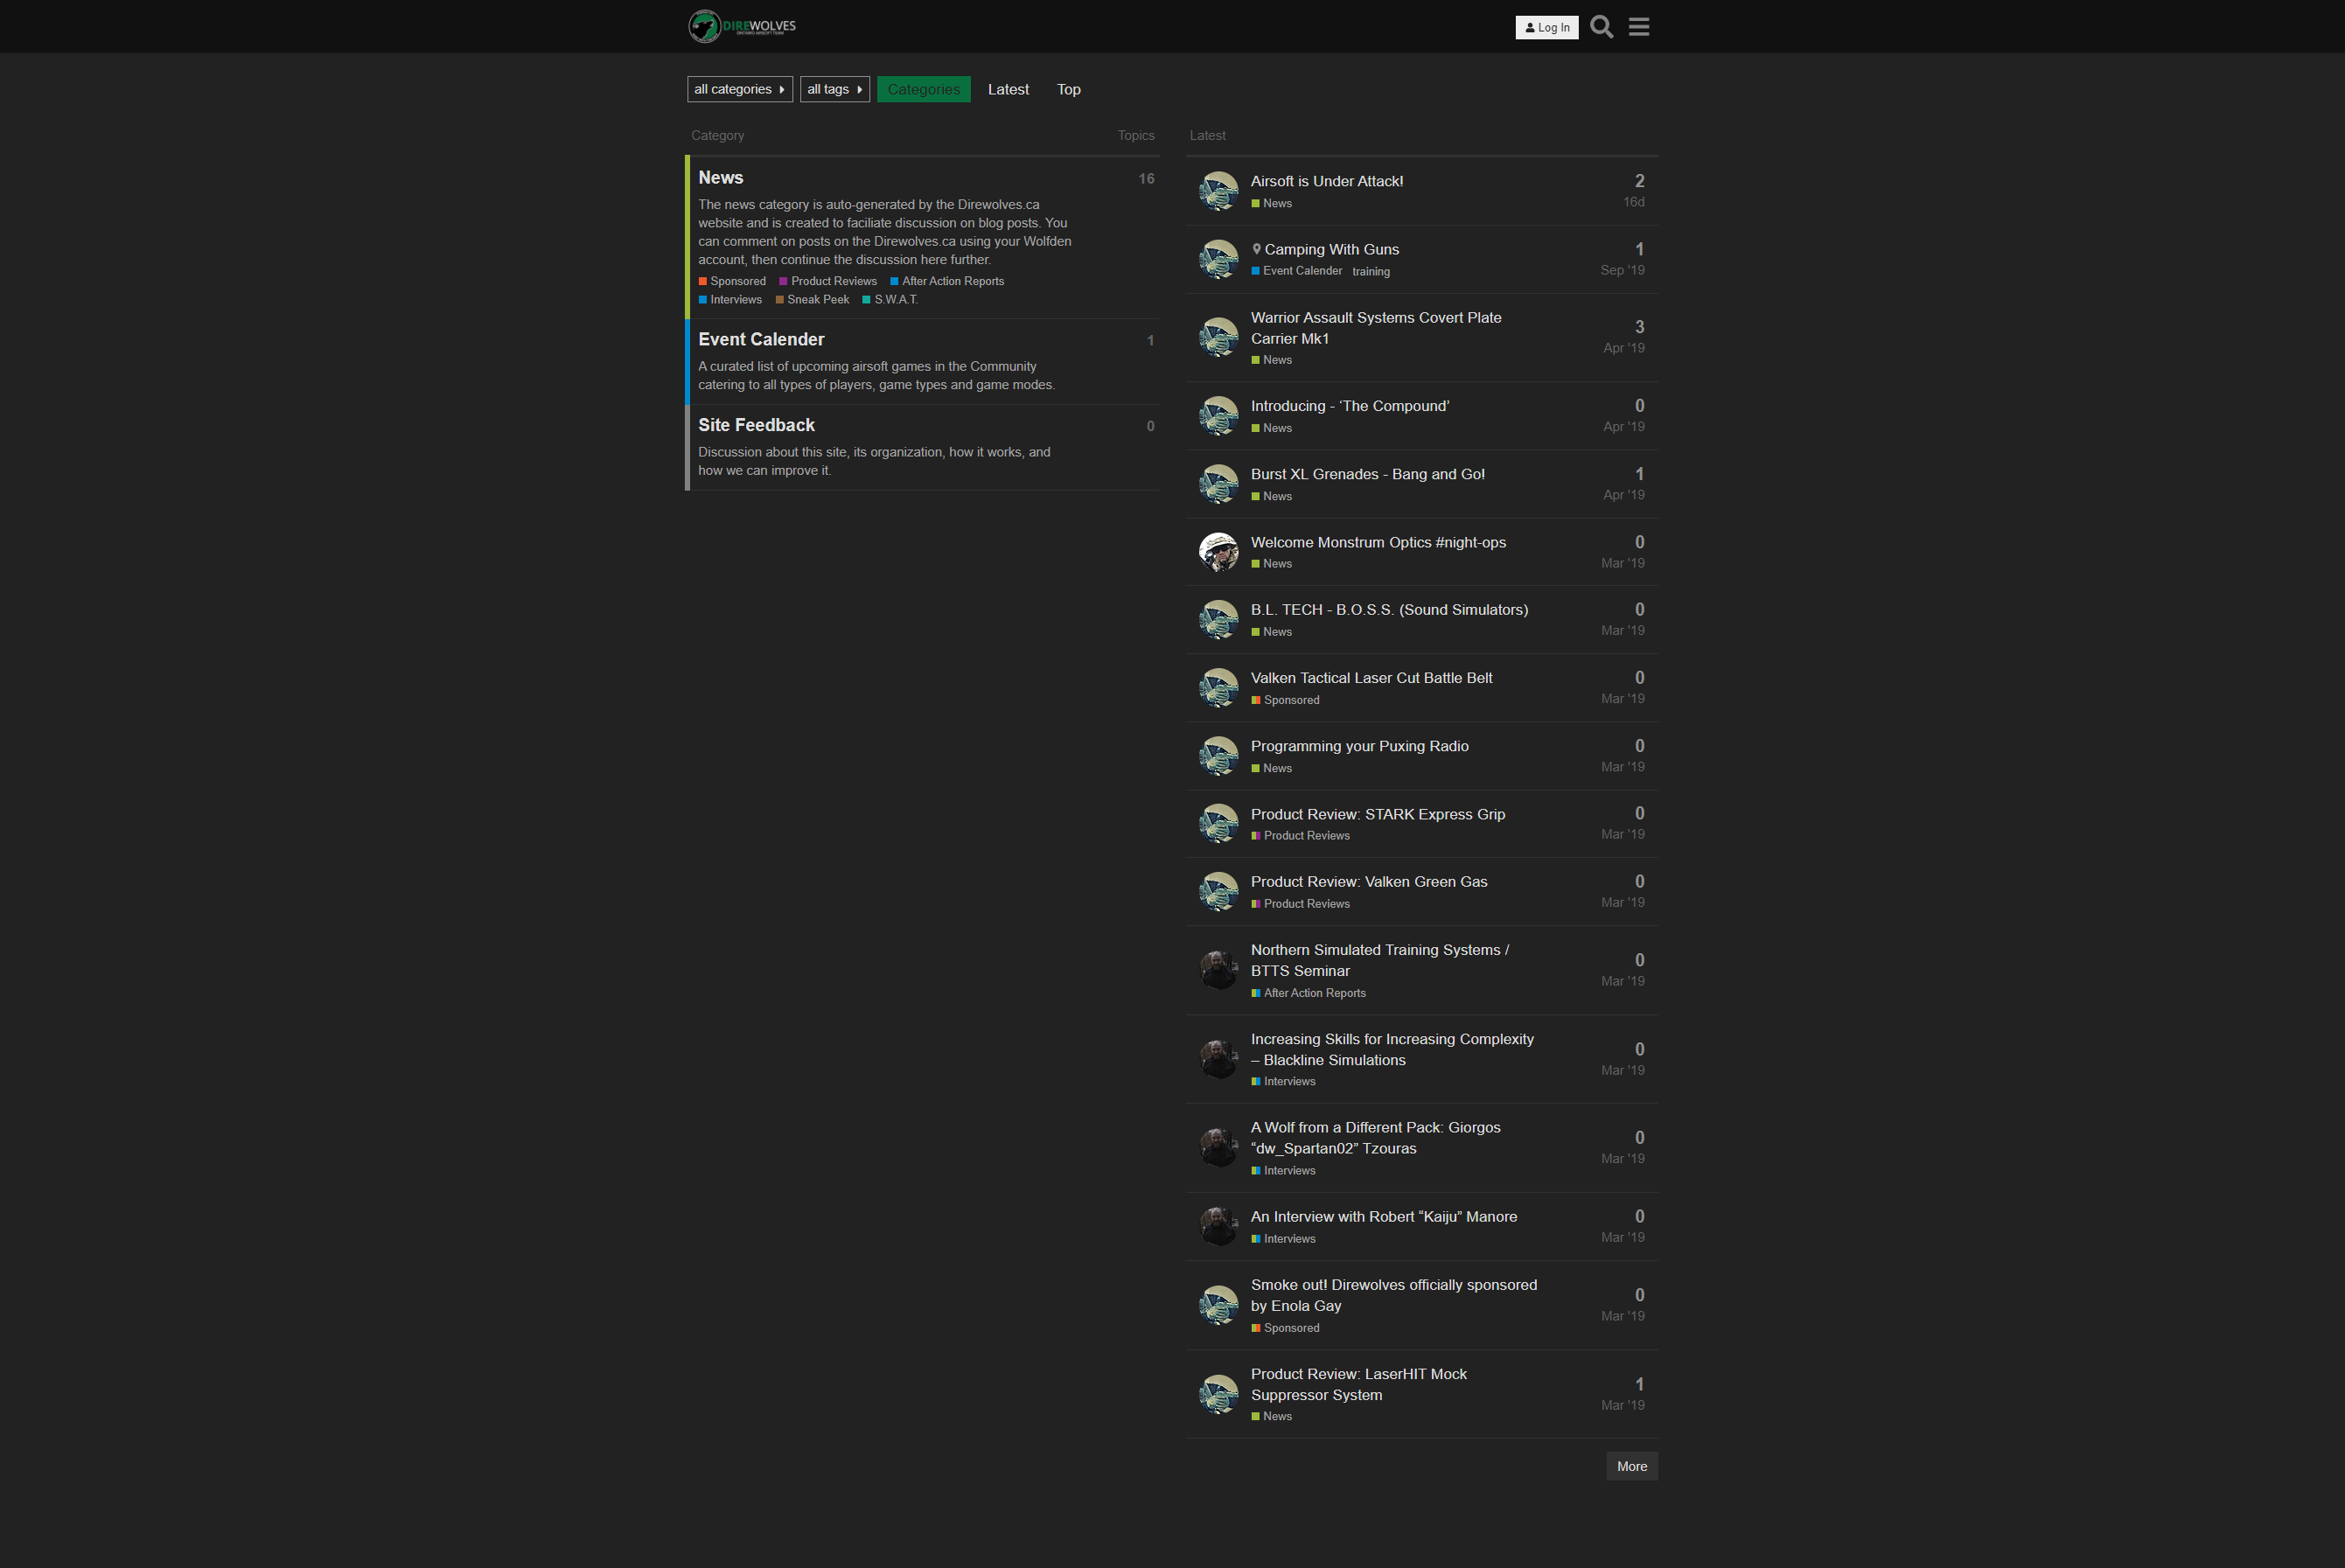 DIREWOLVES
ONTARIO AIRSOFT TEAM
Log In
all categories
all tags
Categories
Latest
Top
Category Topics
News 16
The news category is auto-generated by the Direwolves.ca
website and is created to faciliate discussion on blog posts. You
can comment on posts on the Direwolves.ca using your Wolfden
account, then continue the discussion here further.
Sponsored Product Reviews After Action Reports
Interviews Sneak Peek S.W.A.T.
Event Calender 1
A curated list of upcoming airsoft games in the Community
catering to all types of players, game types and game modes.
Site Feedback 0
Discussion about this site, its organization, how it works, and
how we can improve it.
Latest
Airsoft is Under Attack! 2
News 16d
Camping With Guns 1
Event Calender training Sep '19
Warrior Assault Systems Covert Plate
Carrier Mk1
News
3
Apr '19
Introducing - ‘The Compound’ 0
News Apr '19
Burst XL Grenades - Bang and Go! 1
News Apr '19
Welcome Monstrum Optics #night-ops 0
News Mar '19
B.L. TECH - B.O.S.S. (Sound Simulators) 0
News Mar '19
Valken Tactical Laser Cut Battle Belt 0
Sponsored Mar '19
Programming your Puxing Radio 0
News Mar '19
Product Review: STARK Express Grip 0
Product Reviews Mar '19
Product Review: Valken Green Gas 0
Product Reviews Mar '19
Northern Simulated Training Systems /
BTTS Seminar
After Action Reports
0
Mar '19
Increasing Skills for Increasing Complexity
– Blackline Simulations
Interviews
0
Mar '19
A Wolf from a Different Pack: Giorgos
“dw_Spartan02” Tzouras
Interviews
0
Mar '19
An Interview with Robert “Kaiju” Manore 0
Interviews Mar '19
Smoke out! Direwolves officially sponsored
by Enola Gay
Sponsored
0
Mar '19
Product Review: LaserHIT Mock
Suppressor System
News
1
Mar '19
More